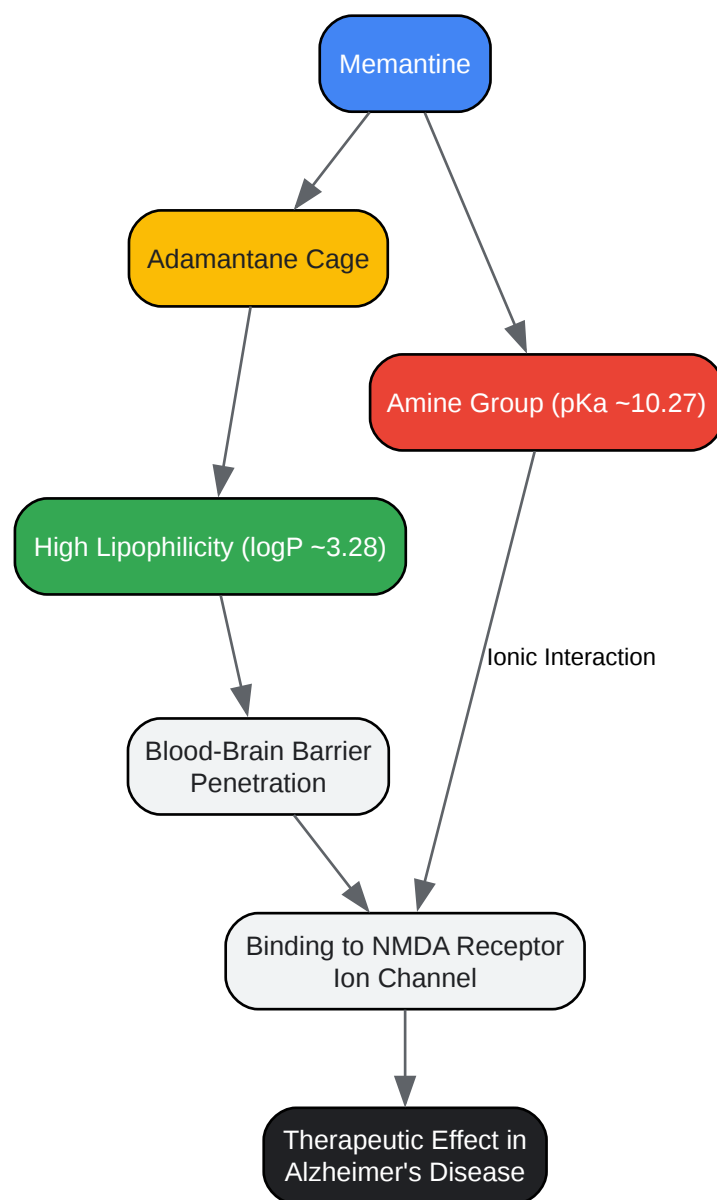 Memantine
Adamantane Cage
Amine Group (pKa ~10.27)
High Lipophilicity (logP ~3.28)
Ionic Interaction
Blood-Brain Barrier
Penetration
Binding to NMDA Receptor
Ion Channel
Therapeutic Effect in
Alzheimer's Disease